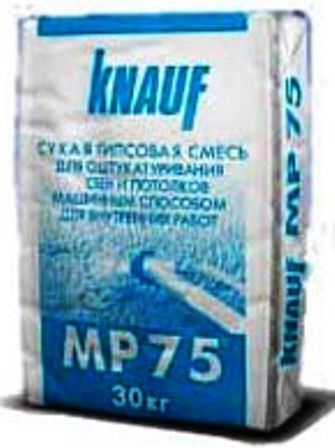 KNAUF
СУХАЯ ГИПСОВАЯ СМЕСЬ
ДЛЯ ОШТУКАТУРИВАНИЯ
СТЕН И ПОТОЛКОВ
МАШИННЫМ СПОСОБОМ
ДЛЯ ВНУТРЕННИХ РАБОТ
MP 75
30 кг
KNAUF MP 75